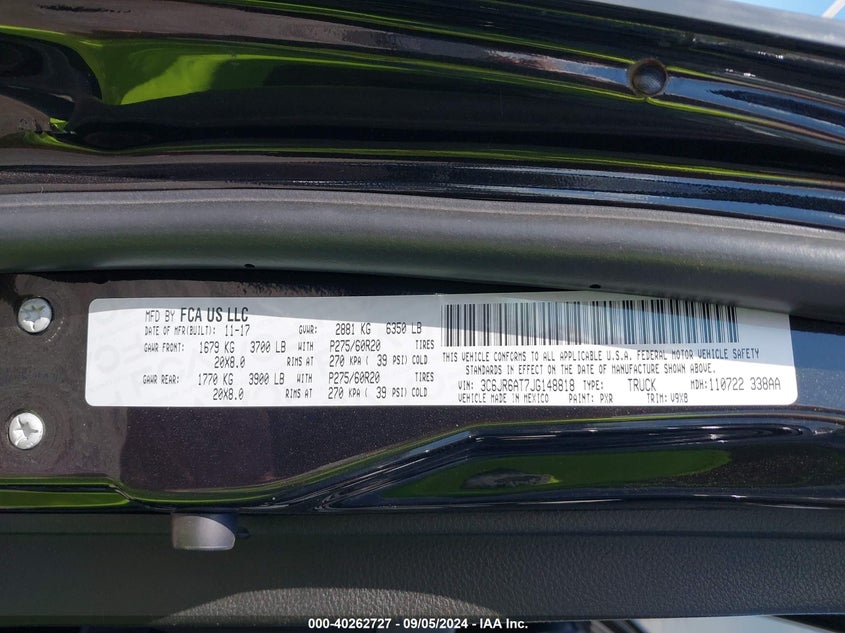 MFD BY FCA US LLC
DATE OF MFR(BUILT): 11-17 GVWR: 2881 KG 6350 LB
GAWR FRONT: 1679 KG 3700 LB WITH P275/60R20 TIRES
20X8.0 RIMS AT 270 KPA ( 39 PSI) COLD
GAWR REAR: 1770 KG 3900 LB WITH P275/60R20 TIRES
20X8.0 RIMS AT 270 KPA ( 39 PSI) COLD
THIS VEHICLE CONFORMS TO ALL APPLICABLE U.S.A. FEDERAL MOTOR VEHICLE SAFETY
STANDARDS IN EFFECT ON THE DATE OF MANUFACTURE SHOWN ABOVE.
VIN: 3C6JR6AT7JG148818 TYPE: TRUCK MDH: 110722 338AA
VEHICLE MADE IN MEXICO PAINT: PXR TRIM: V9X8
000-40262727 - 09/05/2024 - IAA Inc.